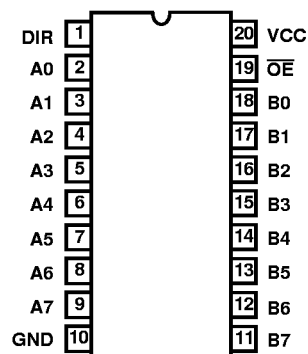 DIR 1 20 VCC
A0 2 19 O̅E̅
A1 3 18 B0
A2 4 17 B1
A3 5 16 B2
A4 6 15 B3
A5 7 14 B4
A6 8 13 B5
A7 9 12 B6
GND 10 11 B7